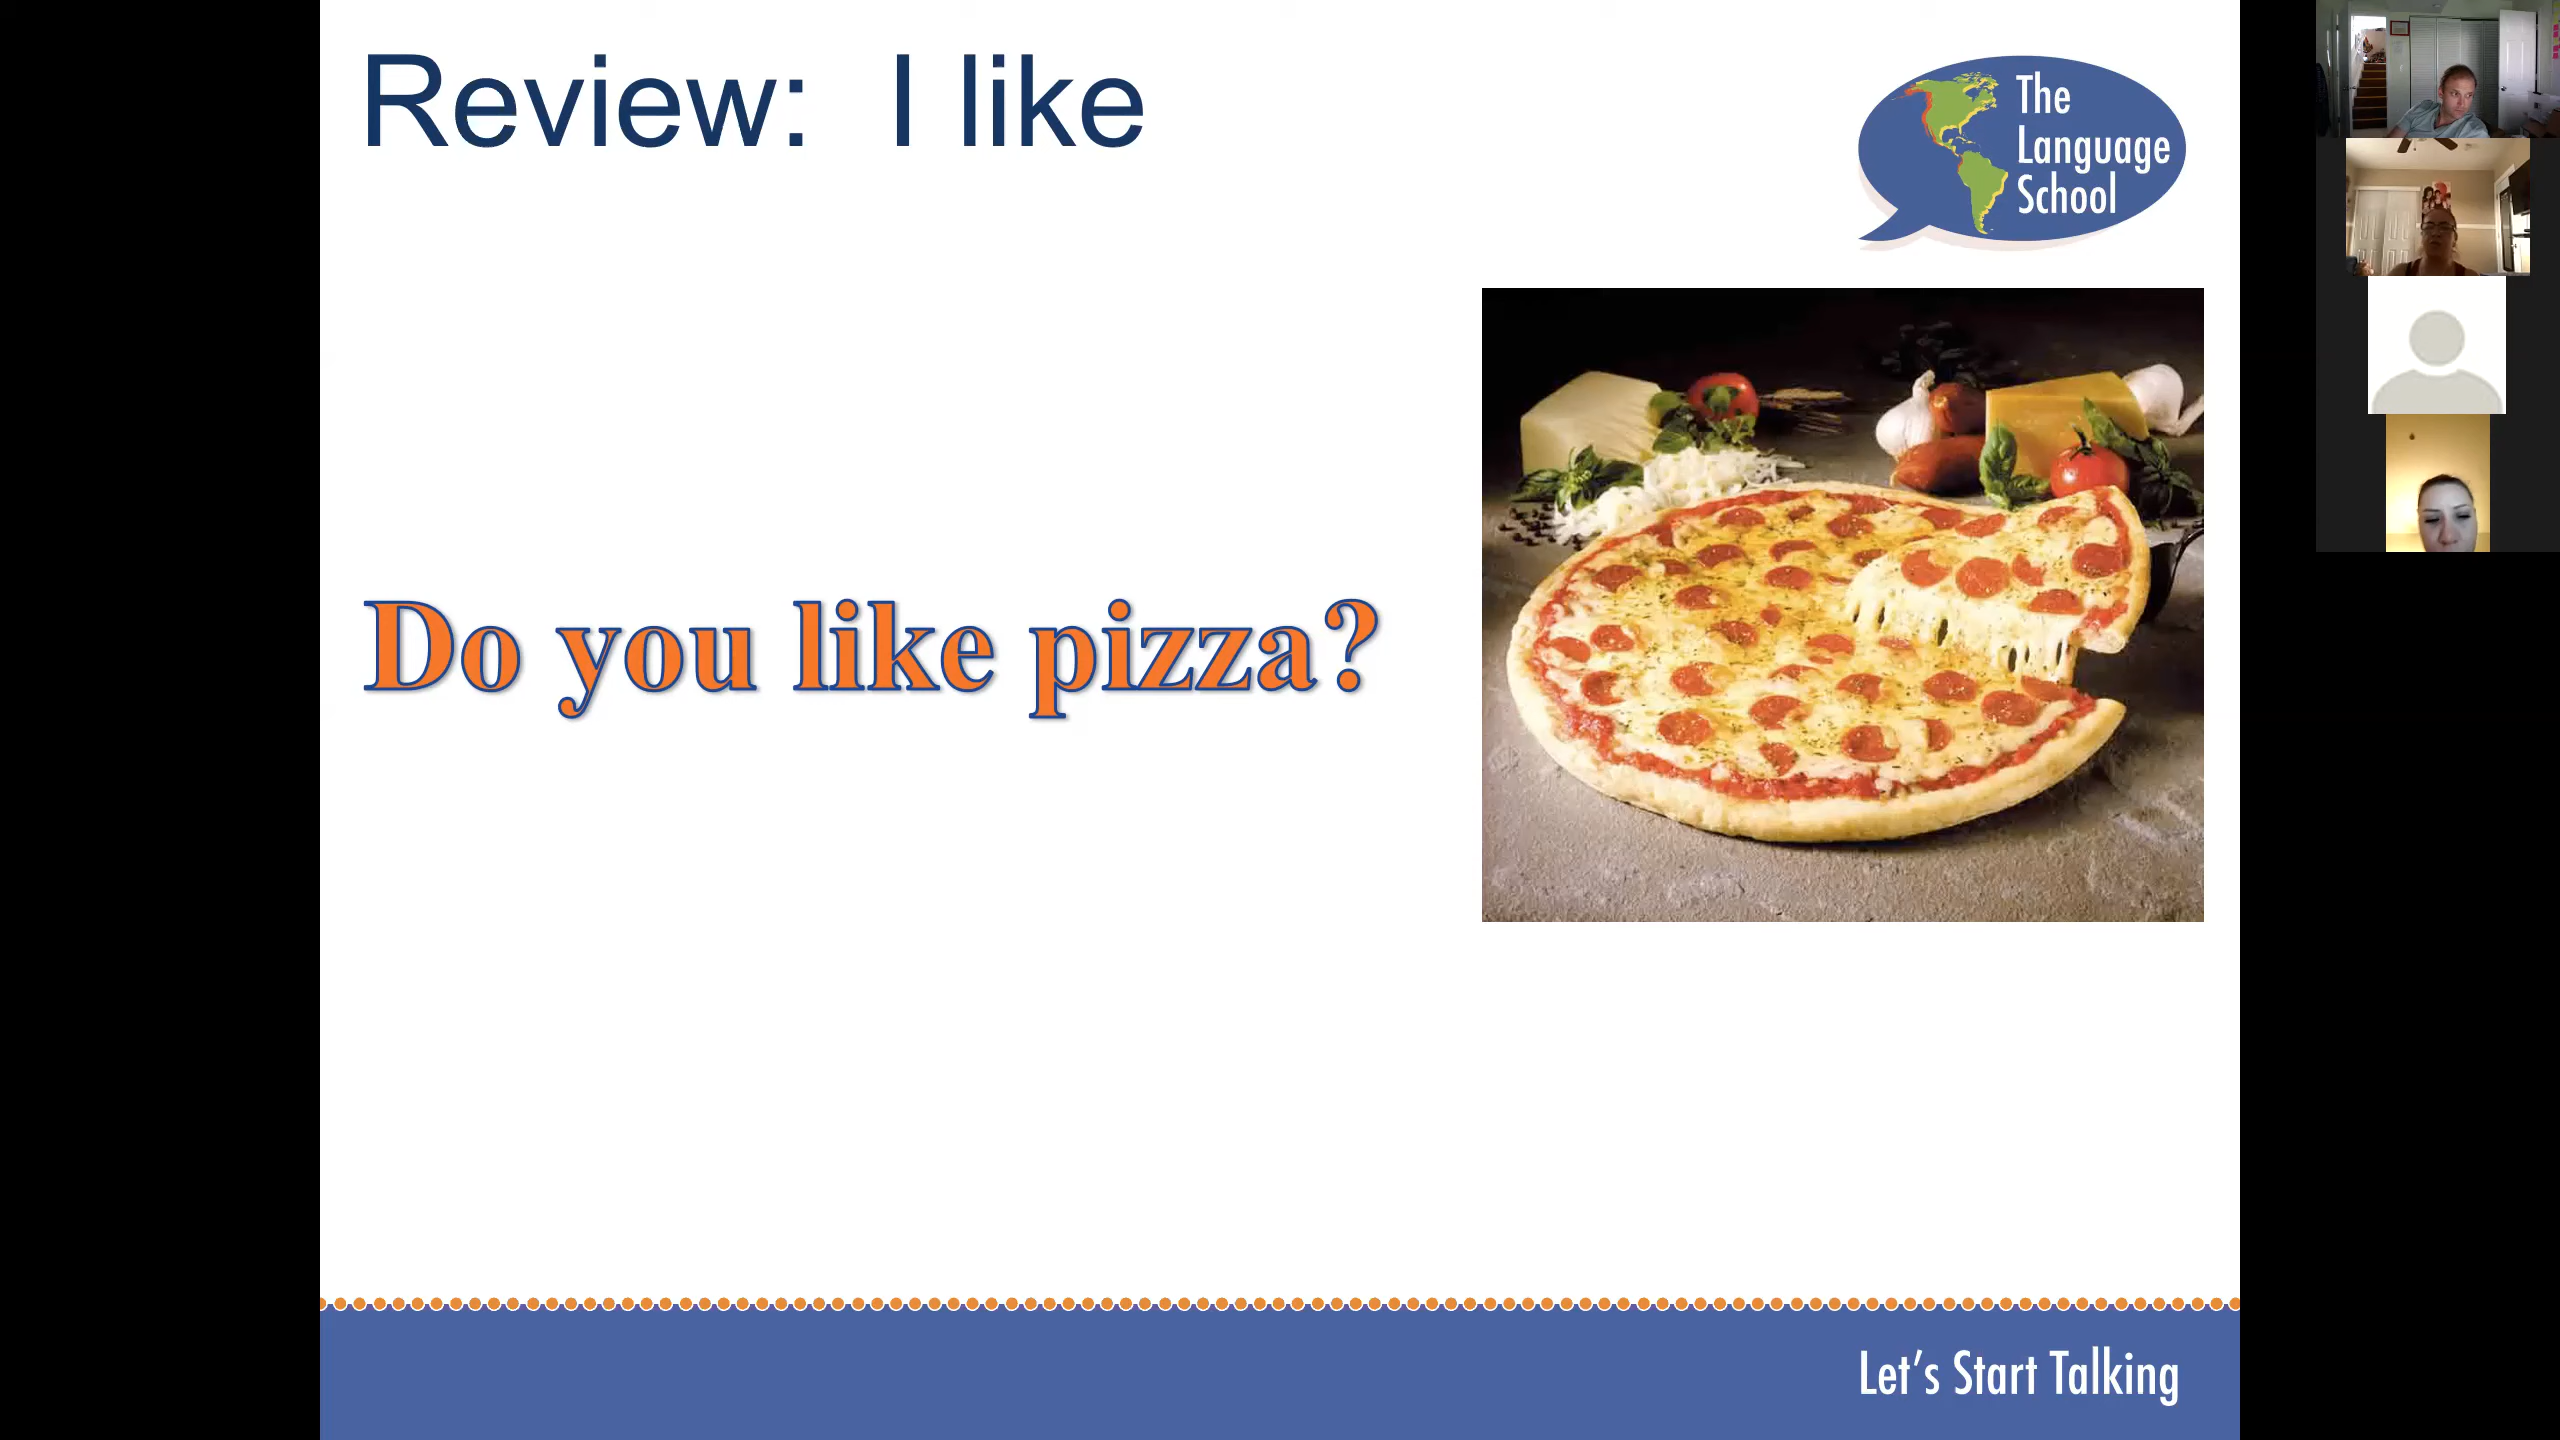 Review:  I like
The
Language
School
Do you like pizza?
Let's Start Talking